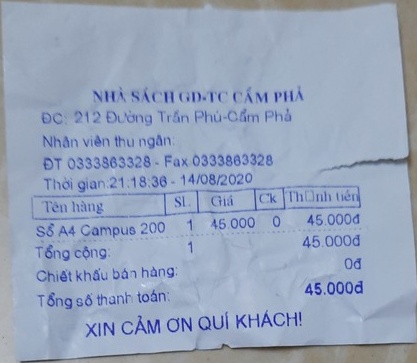 NHÀ SÁCH GD-TC CẨM PHẢ
ĐC: 212 Đường Trần Phú-Cẩm Phả
Nhân viên thu ngân:
ĐT 0333863328 - Fax 0333863328
Thời gian:21:18:36 - 14/08/2020
Tên hàng SL Giá Ck Th□nh tiền
Sổ A4 Campus 200 1 45.000 0 45.000đ
Tổng cộng: 1 45.000đ
Chiết khấu bán hàng: 0đ
Tổng số thanh toán: 45.000đ
XIN CẢM ƠN QUÍ KHÁCH!